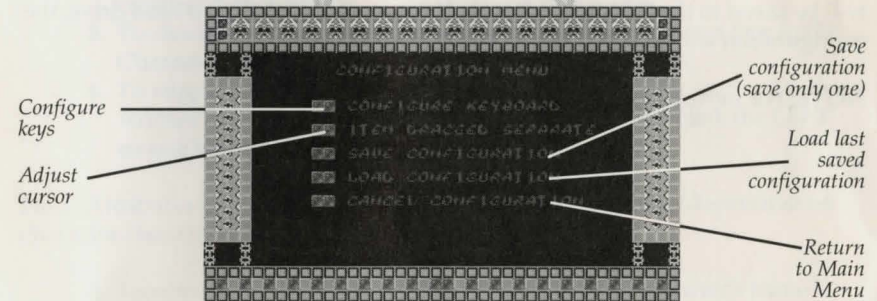 CONFIGURATION MENU
CONFIGURE KEYBOARD
ITEM DRAGGED SEPARATE
SAVE CONFIGURATION
LOAD CONFIGURATION
CANCEL CONFIGURATION
Configure
keys
Adjust
cursor
Save
configuration
(save only one)
Load last
saved
configuration
Return
to Main
Menu